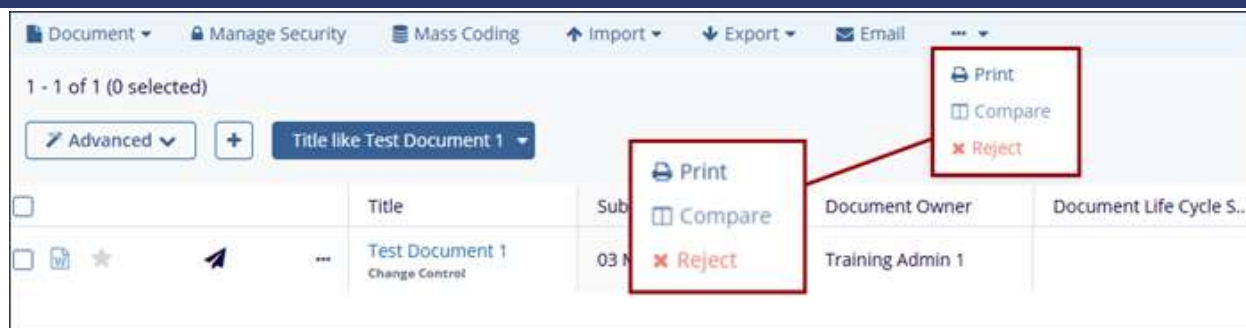 Document Manage Security Mass Coding Import Export Email ...
1 - 1 of 1 (0 selected)
Print
Compare
Reject
Advanced + Title like Test Document 1
Print
Compare
Reject
Title Sub Document Owner Document Life Cycle S...
... Test Document 1 03 Training Admin 1
Change Control